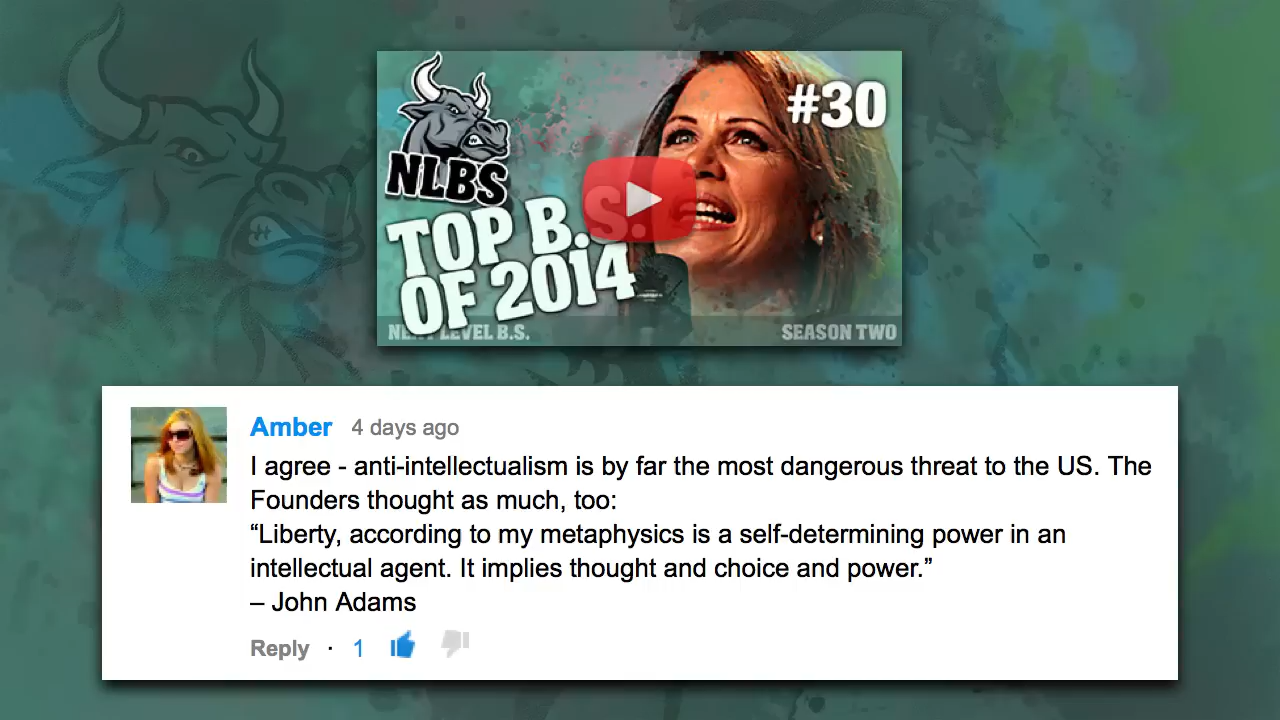 #30
NLBS
TOP B.S.
OF 2014
NEXT LEVEL B.S.
SEASON TWO
Amber 4 days ago
I agree - anti-intellectualism is by far the most dangerous threat to the US. The
Founders thought as much, too:
“Liberty, according to my metaphysics is a self-determining power in an
intellectual agent. It implies thought and choice and power.”
– John Adams
Reply · 1